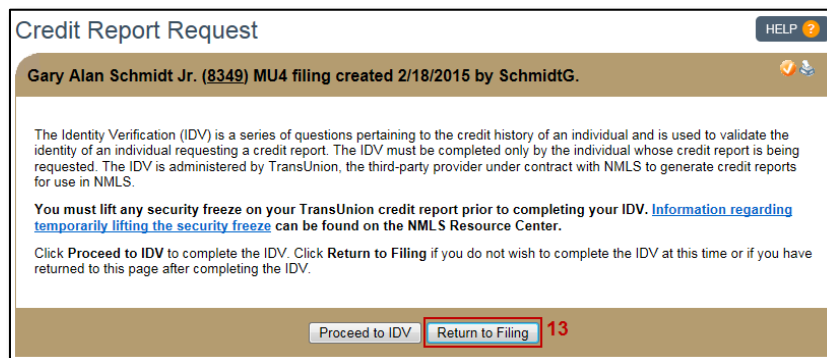 Credit Report Request
HELP ?
Gary Alan Schmidt Jr. (8349) MU4 filing created 2/18/2015 by SchmidtG.
The Identity Verification (IDV) is a series of questions pertaining to the credit history of an individual and is used to validate the
identity of an individual requesting a credit report. The IDV must be completed only by the individual whose credit report is being
requested. The IDV is administered by TransUnion, the third-party provider under contract with NMLS to generate credit reports
for use in NMLS.
You must lift any security freeze on your TransUnion credit report prior to completing your IDV. Information regarding
temporarily lifting the security freeze can be found on the NMLS Resource Center.
Click Proceed to IDV to complete the IDV. Click Return to Filing if you do not wish to complete the IDV at this time or if you have
returned to this page after completing the IDV.
Proceed to IDV Return to Filing 13